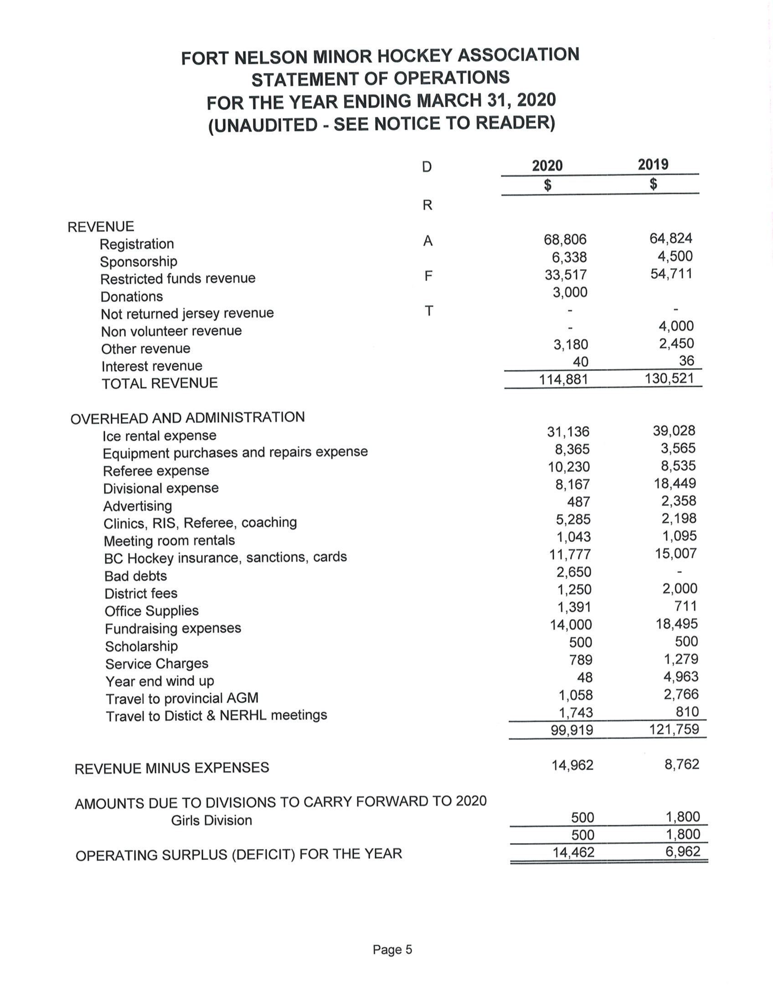 FORT NELSON MINOR HOCKEY ASSOCIATION
STATEMENT OF OPERATIONS
FOR THE YEAR ENDING MARCH 31, 2020
(UNAUDITED - SEE NOTICE TO READER)
D 2020 2019
$ $
R
REVENUE
Registration A 68,806 64,824
Sponsorship 6,338 4,500
Restricted funds revenue F 33,517 54,711
Donations 3,000
Not returned jersey revenue T - -
Non volunteer revenue - 4,000
Other revenue 3,180 2,450
Interest revenue 40 36
TOTAL REVENUE 114,881 130,521
OVERHEAD AND ADMINISTRATION
Ice rental expense 31,136 39,028
Equipment purchases and repairs expense 8,365 3,565
Referee expense 10,230 8,535
Divisional expense 8,167 18,449
Advertising 487 2,358
Clinics, RIS, Referee, coaching 5,285 2,198
Meeting room rentals 1,043 1,095
BC Hockey insurance, sanctions, cards 11,777 15,007
Bad debts 2,650 -
District fees 1,250 2,000
Office Supplies 1,391 711
Fundraising expenses 14,000 18,495
Scholarship 500 500
Service Charges 789 1,279
Year end wind up 48 4,963
Travel to provincial AGM 1,058 2,766
Travel to Distict & NERHL meetings 1,743 810
99,919 121,759
REVENUE MINUS EXPENSES 14,962 8,762
AMOUNTS DUE TO DIVISIONS TO CARRY FORWARD TO 2020
Girls Division 500 1,800
500 1,800
OPERATING SURPLUS (DEFICIT) FOR THE YEAR 14,462 6,962
Page 5